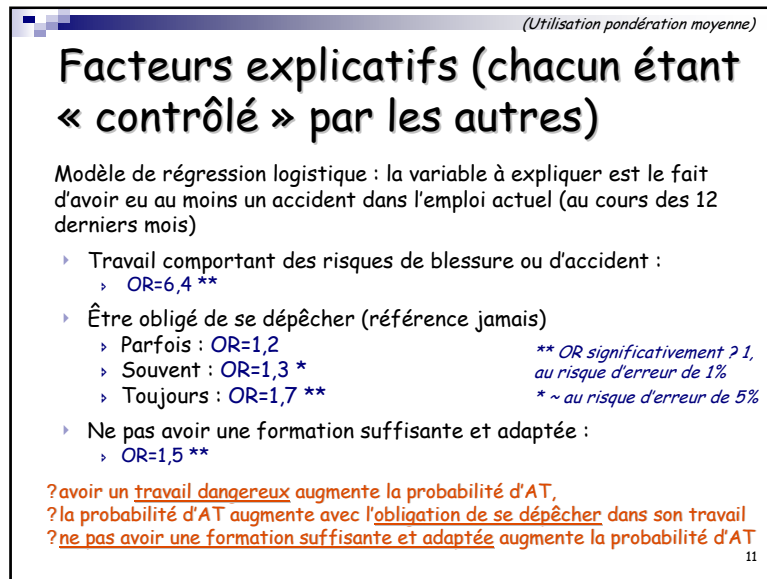 (Utilisation pondération moyenne)
Facteurs explicatifs (chacun étant
« contrôlé » par les autres)
Modèle de régression logistique : la variable à expliquer est le fait
d'avoir eu au moins un accident dans l'emploi actuel (au cours des 12
derniers mois)
Travail comportant des risques de blessure ou d'accident :
OR=6,4 **
Être obligé de se dépêcher (référence jamais)
Parfois : OR=1,2
Souvent : OR=1,3 *
Toujours : OR=1,7 **
** OR significativement ? 1,
au risque d'erreur de 1%
* ~ au risque d'erreur de 5%
Ne pas avoir une formation suffisante et adaptée :
OR=1,5 **
?avoir un travail dangereux augmente la probabilité d'AT,
?la probabilité d'AT augmente avec l'obligation de se dépêcher dans son travail
?ne pas avoir une formation suffisante et adaptée augmente la probabilité d'AT
11